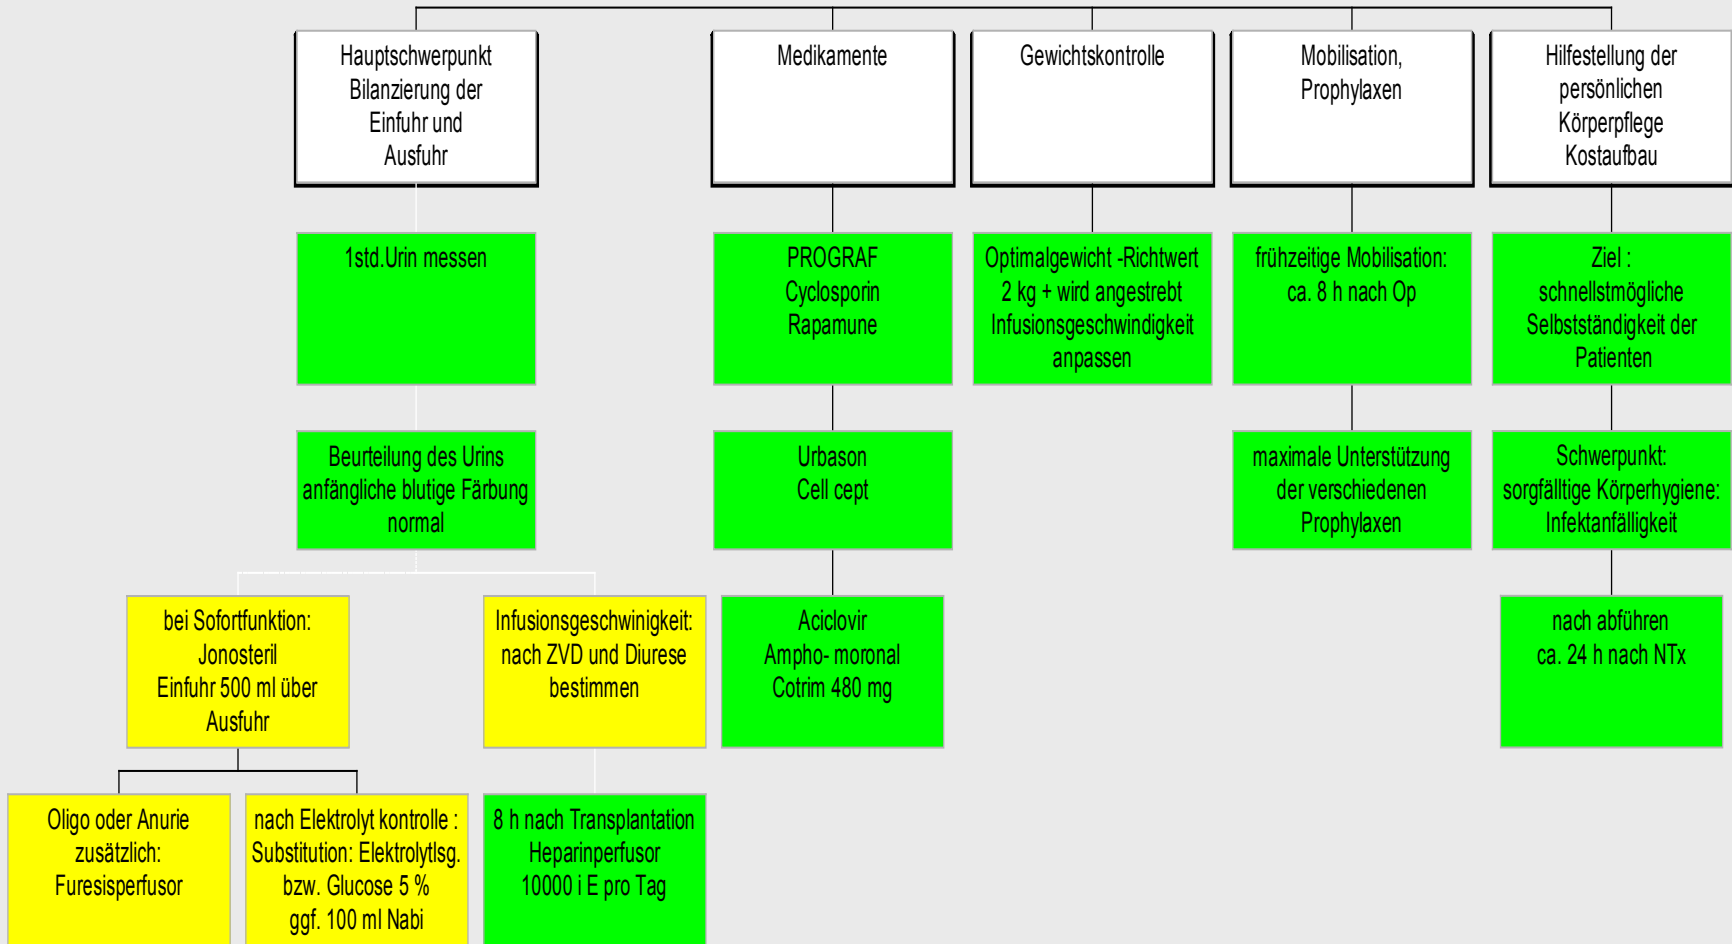 Hauptschwerpunkt
Bilanzierung der
Einfuhr und
Ausfuhr
Medikamente
Gewichtskontrolle
Mobilisation,
Prophylaxen
Hilfestellung der
persönlichen
Körperpflege
Kostaufbau
1std.Urin messen
PROGRAF
Cyclosporin
Rapamune
Optimalgewicht -Richtwert
2 kg + wird angestrebt
Infusionsgeschwindigkeit
anpassen
frühzeitige Mobilisation:
ca. 8 h nach Op
Ziel :
schnellstmögliche
Selbstständigkeit der
Patienten
Beurteilung des Urins
anfängliche blutige Färbung
normal
Urbason
Cell cept
maximale Unterstützung
der verschiedenen
Prophylaxen
Schwerpunkt:
sorgfältige Körperhygiene:
Infektanfälligkeit
bei Sofortfunktion:
Jonosteril
Einfuhr 500 ml über
Ausfuhr
Infusionsgeschwinigkeit:
nach ZVD und Diurese
bestimmen
Aciclovir
Ampho- moronal
Cotrim 480 mg
nach abführen
ca. 24 h nach NTx
Oligo oder Anurie
zusätzlich:
Furesisperfusor
nach Elektrolyt kontrolle :
Substitution: Elektrolytlsg.
bzw. Glucose 5 %
ggf. 100 ml Nabi
8 h nach Transplantation
Heparinperfusor
10000 i E pro Tag